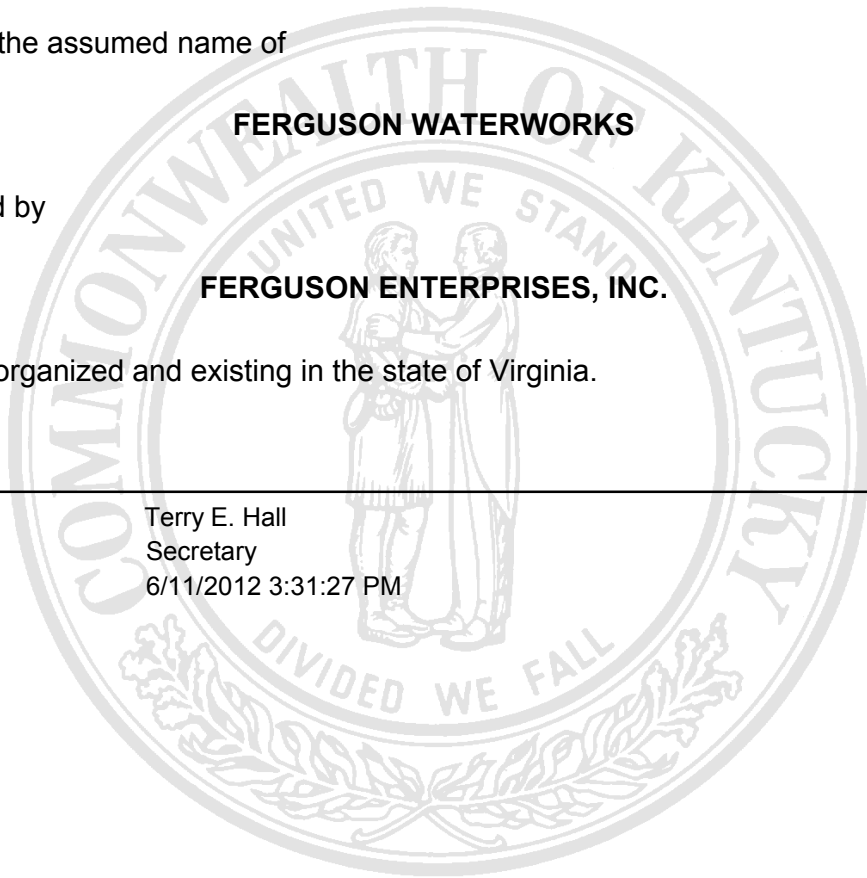 the assumed name of
FERGUSON WATERWORKS
d by
FERGUSON ENTERPRISES, INC.
organized and existing in the state of Virginia.
Terry E. Hall
Secretary
6/11/2012 3:31:27 PM
COMMONWEALTH OF KENTUCKY
UNITED WE STAND
DIVIDED WE FALL